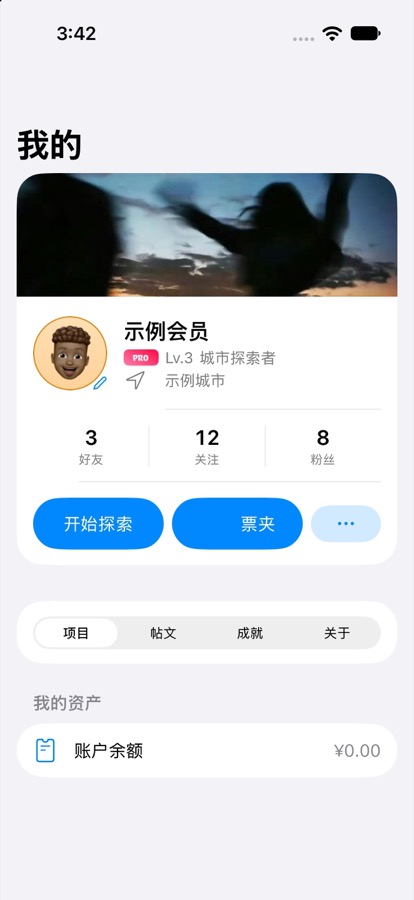 3:42
我的
示例会员
PRO Lv.3 城市探索者
示例城市
3 12 8
好友 关注 粉丝
开始探索 票夹 ...
项目 帖文 成就 关于
我的资产
账户余额 ¥0.00